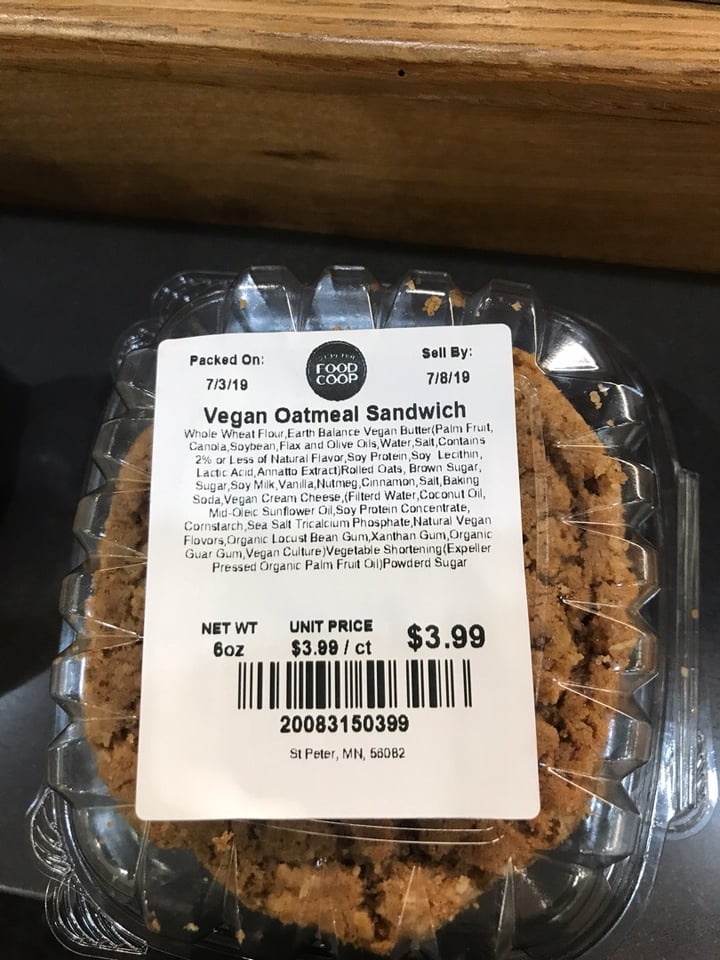 Packed On:
7/3/19
FOOD
COOP
Sell By:
7/8/19
Vegan Oatmeal Sandwich
Whole Wheat Flour,Earth Balance Vegan Butter(Palm Fruit,
Canola,Soybean,Flax and Olive Oils,Water,Salt,Contains
2% or Less of Natural Flavor,Soy Protein,Soy Lecithin,
Lactic Acid,Annatto Extract)Rolled Oats, Brown Sugar,
Sugar,Soy Milk,Vanilla,Nutmeg,Cinnamon,Salt,Baking
Soda,Vegan Cream Cheese,(Filterd Water,Coconut Oil,
Mid-Oleic Sunflower Oil,Soy Protein Concentrate,
Cornstarch,Sea Salt Tricalcium Phosphate,Natural Vegan
Flovors,Organic Locust Bean Gum,Xanthan Gum,Organic
Guar Gum,Vegan Culture)Vegetable Shortening(Expeller
Pressed Organic Palm Fruit Oil)Powderd Sugar
NET WT
6oz
UNIT PRICE
$3.99 / ct
$3.99
20083150399
St Peter, MN, 56082